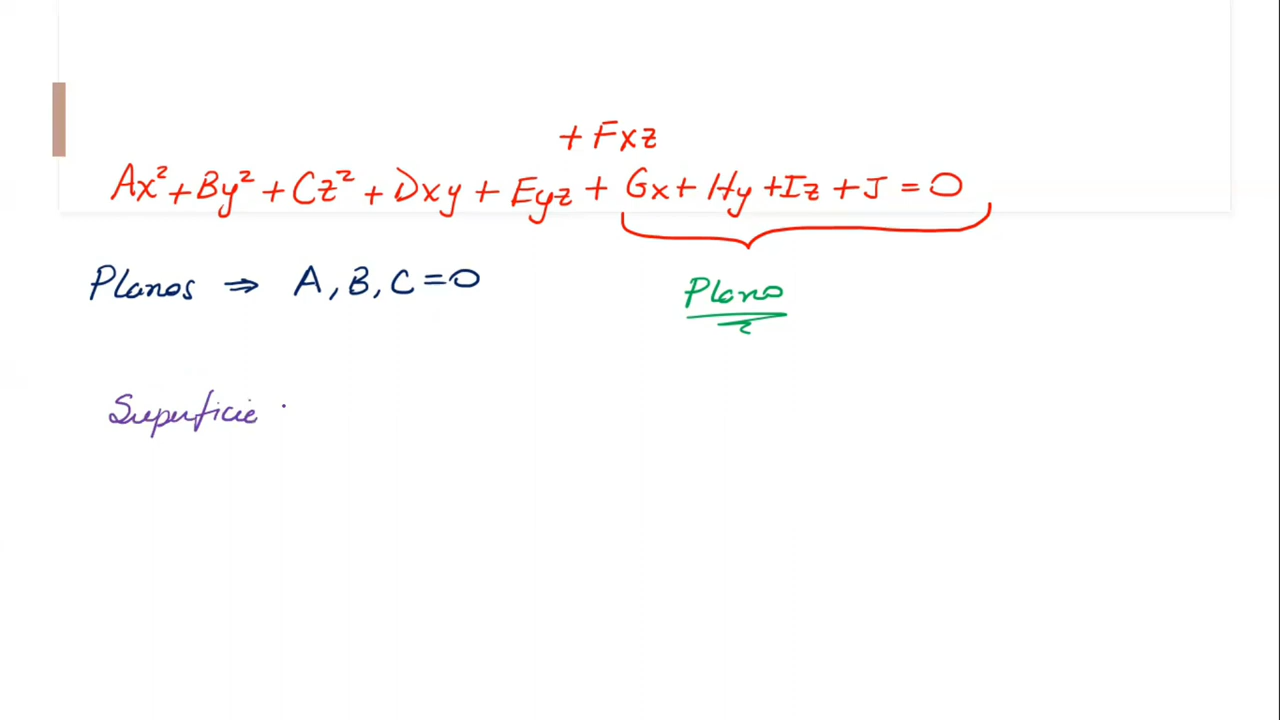 + Fxz
Ax² + By² + Cz² + Dxy + Eyz + Gx + Hy + Iz + J = 0
Planos ⇒ A, B, C = 0
Plano
Superficie